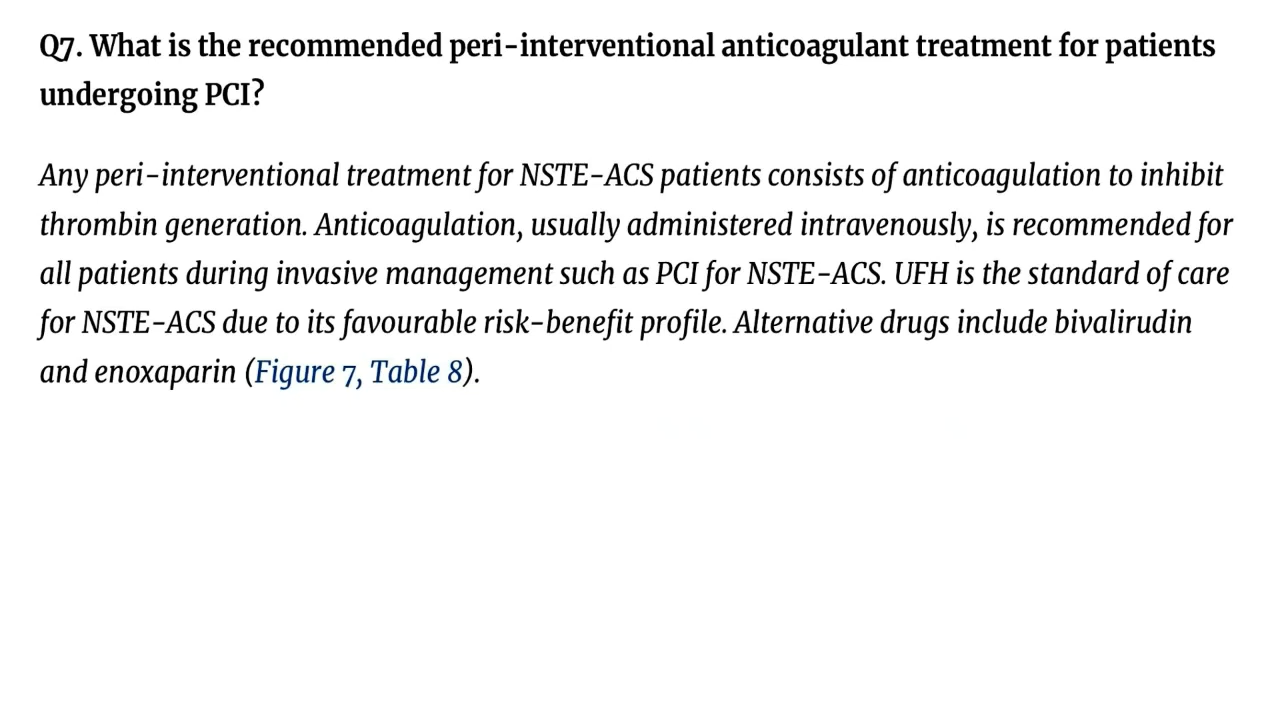 Q7. What is the recommended peri-interventional anticoagulant treatment for patients
undergoing PCI?
Any peri-interventional treatment for NSTE-ACS patients consists of anticoagulation to inhibit
thrombin generation. Anticoagulation, usually administered intravenously, is recommended for
all patients during invasive management such as PCI for NSTE-ACS. UFH is the standard of care
for NSTE-ACS due to its favourable risk-benefit profile. Alternative drugs include bivalirudin
and enoxaparin (Figure 7, Table 8).